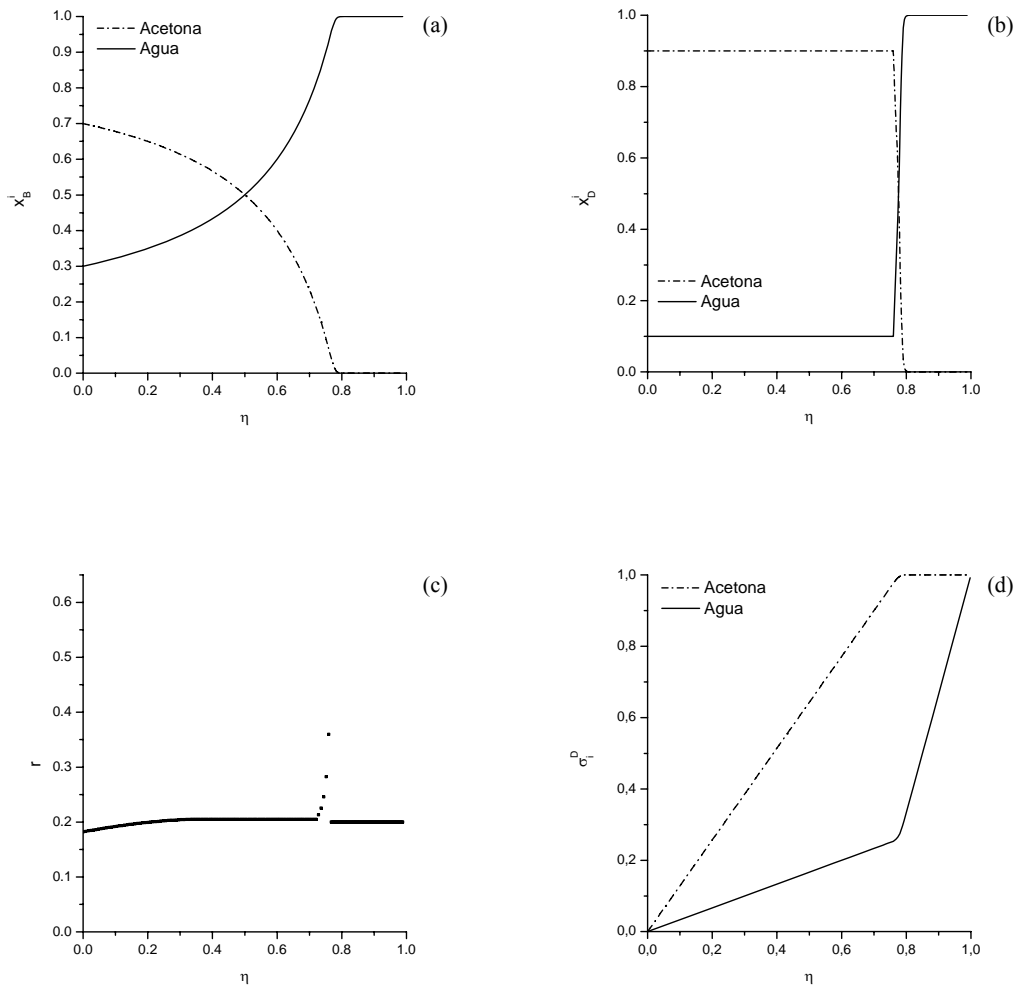 (a)
Acetona
Agua
1.0
0.9
0.8
0.7
0.6
0.5
0.4
0.3
0.2
0.1
0.0
x_B^i
0.0 0.2 0.4 0.6 0.8 1.0
η
(b)
1.0
0.8
0.6
0.4
0.2
0.0
x_D^i
Acetona
Agua
0.0 0.2 0.4 0.6 0.8 1.0
η
(c)
0.6
0.5
0.4
0.3
0.2
0.1
0.0
r
0.0 0.2 0.4 0.6 0.8 1.0
η
(d)
Acetona
Agua
1,0
0,8
0,6
0,4
0,2
0,0
σ_i^D
0,0 0,2 0,4 0,6 0,8 1,0
η